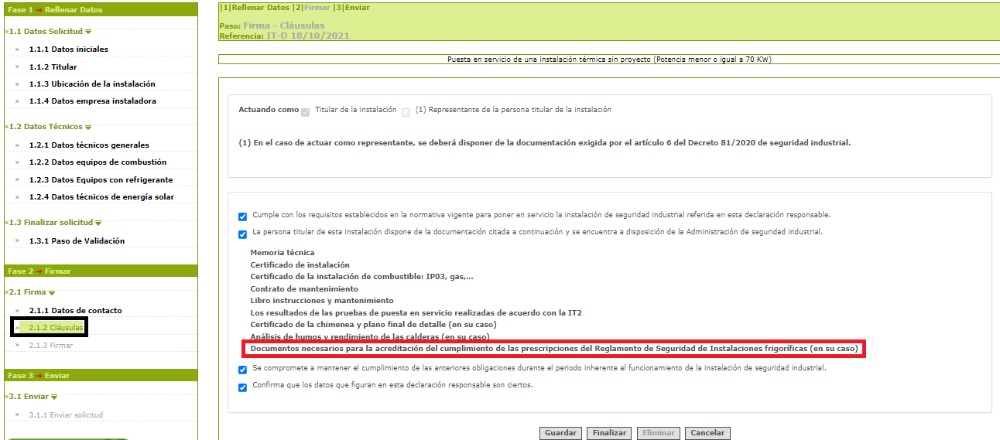 Fase 1 → Rellenar Datos
»1.1 Datos Solicitud
» 1.1.1 Datos iniciales
» 1.1.2 Titular
» 1.1.3 Ubicación de la instalación
» 1.1.4 Datos empresa instaladora
»1.2 Datos Técnicos
» 1.2.1 Datos técnicos generales
» 1.2.2 Datos equipos de combustión
» 1.2.3 Datos Equipos con refrigerante
» 1.2.4 Datos técnicos de energía solar
»1.3 Finalizar solicitud
» 1.3.1 Paso de Validación
Fase 2 → Firmar
»2.1 Firma
» 2.1.1 Datos de contacto
» 2.1.2 Cláusulas
» 2.1.3 Firmar
Fase 3 → Enviar
»3.1 Enviar
» 3.1.1 Enviar solicitud
|1|Rellenar Datos |2|Firmar |3|Enviar
Paso: Firma - Cláusulas
Referencia: IT-D 18/10/2021
Puesta en servicio de una instalación térmica sin proyecto (Potencia menor o igual a 70 KW)
Actuando como Titular de la instalación (1) Representante de la persona titular de la instalación
(1) En el caso de actuar como representante, se deberá disponer de la documentación exigida por el artículo 6 del Decreto 81/2020 de seguridad industrial.
Cumple con los requisitos establecidos en la normativa vigente para poner en servicio la instalación de seguridad industrial referida en esta declaración responsable.
La persona titular de esta instalación dispone de la documentación citada a continuación y se encuentra a disposición de la Administración de seguridad industrial.
Memoria técnica
Certificado de instalación
Certificado de la instalación de combustible: IP03, gas,...
Contrato de mantenimiento
Libro instrucciones y mantenimiento
Los resultados de las pruebas de puesta en servicio realizadas de acuerdo con la IT2
Certificado de la chimenea y plano final de detalle (en su caso)
Análisis de humos y rendimiento de las calderas (en su caso)
Documentos necesarios para la acreditación del cumplimiento de las prescripciones del Reglamento de Seguridad de Instalaciones frigoríficas (en su caso)
Se compromete a mantener el cumplimiento de las anteriores obligaciones durante el periodo inherente al funcionamiento de la instalación de seguridad industrial.
Confirma que los datos que figuran en esta declaración responsable son ciertos.
Guardar Finalizar Eliminar Cancelar